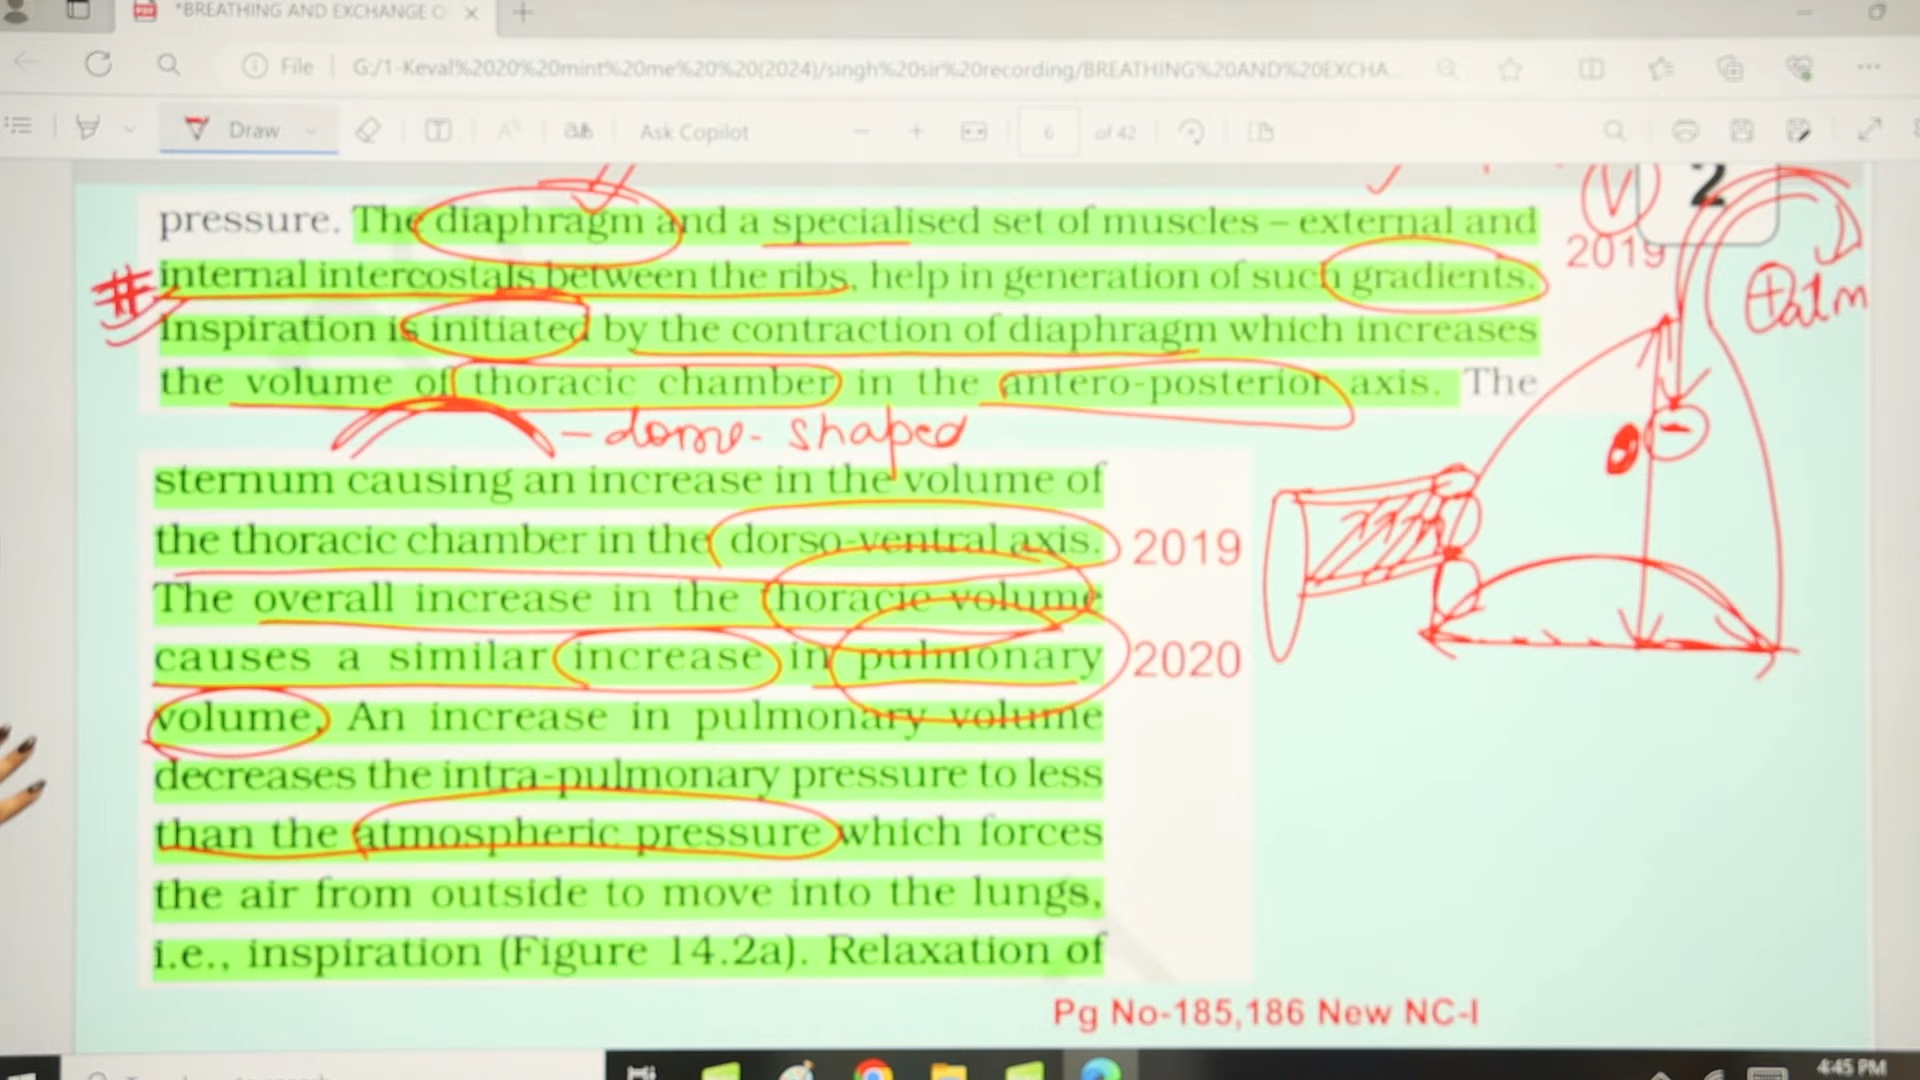 *BREATHING AND EXCHANGE O
File
G:/1-Keval%2020%20mint%20me%20%20(2024)/singh%20sir%20recording/BREATHING%20AND%20EXCHA...
Draw
Ask Copilot
6
of 42
V
2
pressure. The diaphragm and a specialised set of muscles – external and
2019
# internal intercostals between the ribs, help in generation of such gradients.
+atm
Inspiration is initiated by the contraction of diaphragm which increases
the volume of thoracic chamber in the antero-posterior axis. The
- dome - shaped
sternum causing an increase in the volume of
the thoracic chamber in the dorso-ventral axis. 2019
The overall increase in the thoracic volume
causes a similar increase in pulmonary 2020
volume. An increase in pulmonary volume
decreases the intra-pulmonary pressure to less
than the atmospheric pressure which forces
the air from outside to move into the lungs,
i.e., inspiration (Figure 14.2a). Relaxation of
Pg No-185,186 New NC-I
4:45 PM